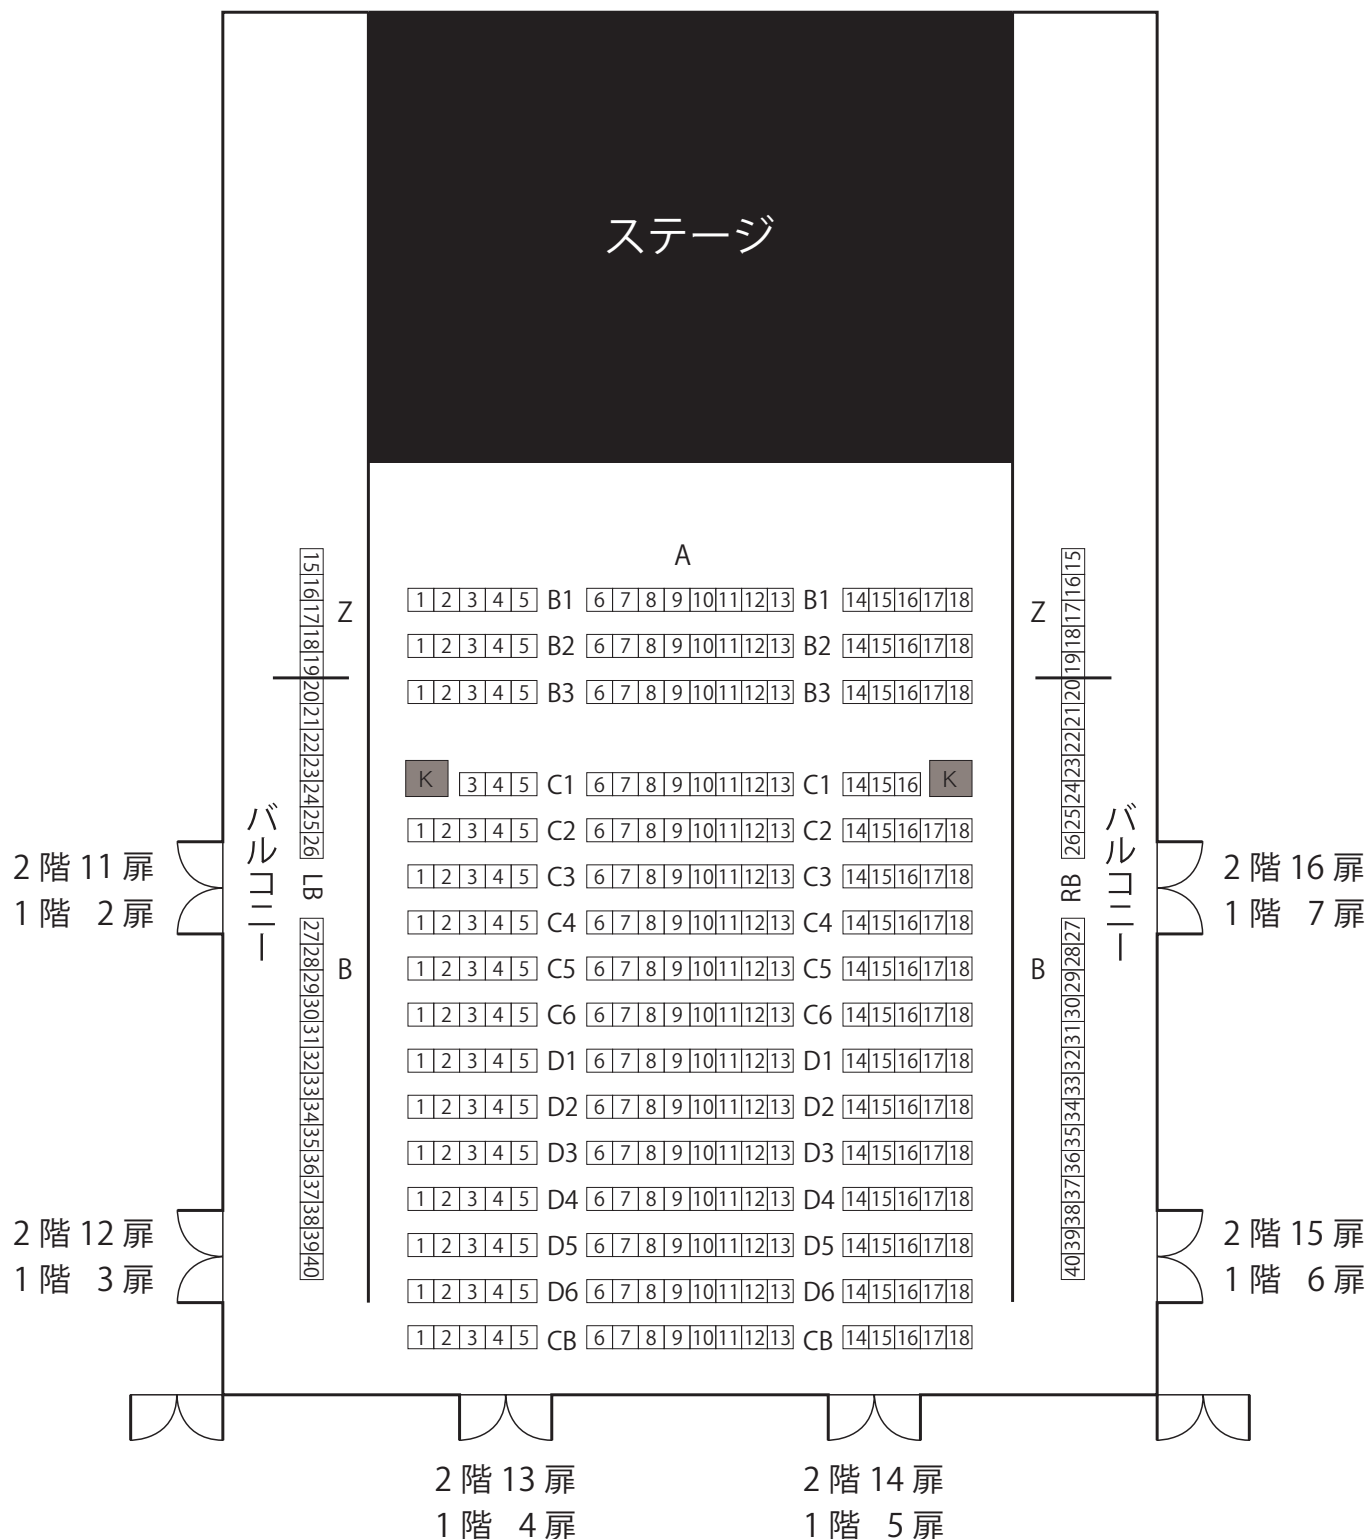 ステージ
A
1 2 3 4 5 B1 6 7 8 9 10 11 12 13 B1 14 15 16 17 18
1 2 3 4 5 B2 6 7 8 9 10 11 12 13 B2 14 15 16 17 18
1 2 3 4 5 B3 6 7 8 9 10 11 12 13 B3 14 15 16 17 18
K 3 4 5 C1 6 7 8 9 10 11 12 13 C1 14 15 16 K
1 2 3 4 5 C2 6 7 8 9 10 11 12 13 C2 14 15 16 17 18
1 2 3 4 5 C3 6 7 8 9 10 11 12 13 C3 14 15 16 17 18
1 2 3 4 5 C4 6 7 8 9 10 11 12 13 C4 14 15 16 17 18
1 2 3 4 5 C5 6 7 8 9 10 11 12 13 C5 14 15 16 17 18
1 2 3 4 5 C6 6 7 8 9 10 11 12 13 C6 14 15 16 17 18
1 2 3 4 5 D1 6 7 8 9 10 11 12 13 D1 14 15 16 17 18
1 2 3 4 5 D2 6 7 8 9 10 11 12 13 D2 14 15 16 17 18
1 2 3 4 5 D3 6 7 8 9 10 11 12 13 D3 14 15 16 17 18
1 2 3 4 5 D4 6 7 8 9 10 11 12 13 D4 14 15 16 17 18
1 2 3 4 5 D5 6 7 8 9 10 11 12 13 D5 14 15 16 17 18
1 2 3 4 5 D6 6 7 8 9 10 11 12 13 D6 14 15 16 17 18
1 2 3 4 5 CB 6 7 8 9 10 11 12 13 CB 14 15 16 17 18
15 16 17 18 19 20 21 22 23 24 25 26 LB 27 28 29 30 31 32 33 34 35 36 37 38 39 40
Z
B
バルコニー
15 16 17 18 19 20 21 22 23 24 25 26 RB 27 28 29 30 31 32 33 34 35 36 37 38 39 40
Z
B
バルコニー
2 階 11 扉
1 階 2 扉
2 階 12 扉
1 階 3 扉
2 階 16 扉
1 階 7 扉
2 階 15 扉
1 階 6 扉
2 階 13 扉
1 階 4 扉
2 階 14 扉
1 階 5 扉